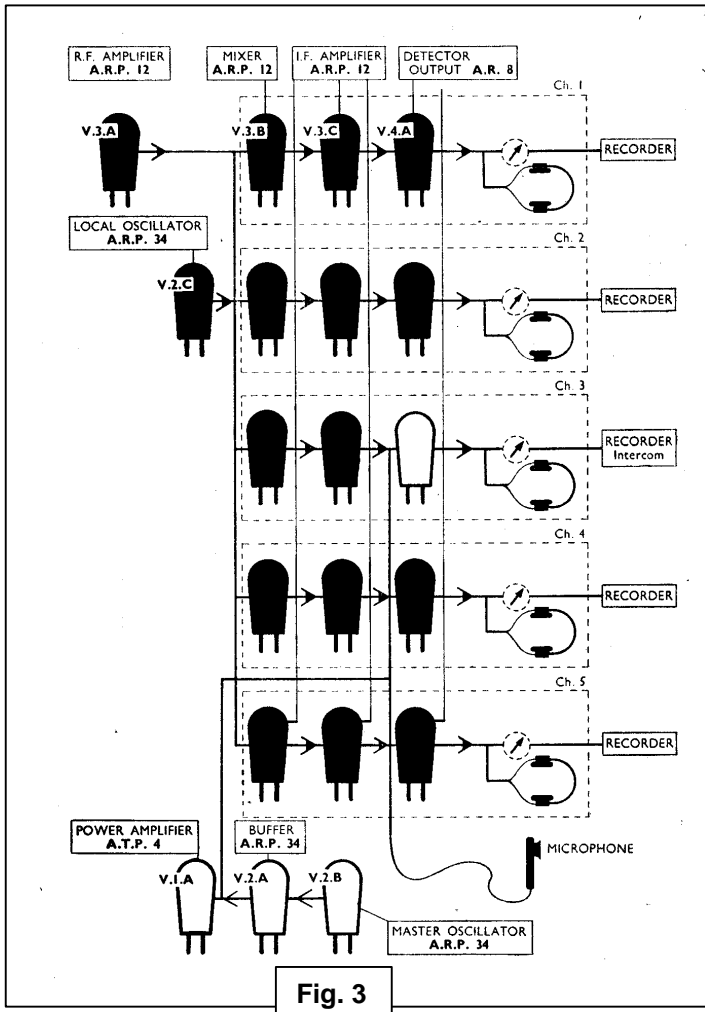 R.F. AMPLIFIER
A.R.P. 12
MIXER
A.R.P. 12
I.F. AMPLIFIER
A.R.P. 12
DETECTOR
OUTPUT A.R. 8
Ch. 1
V.3.A
V.3.B
V.3.C
V.4.A
RECORDER
LOCAL OSCILLATOR
A.R.P. 34
Ch. 2
V.2.C
RECORDER
Ch. 3
RECORDER
Intercom
Ch. 4
RECORDER
Ch. 5
RECORDER
POWER AMPLIFIER
A.T.P. 4
BUFFER
A.R.P. 34
MICROPHONE
V.1.A
V.2.A
V.2.B
MASTER OSCILLATOR
A.R.P. 34
Fig. 3